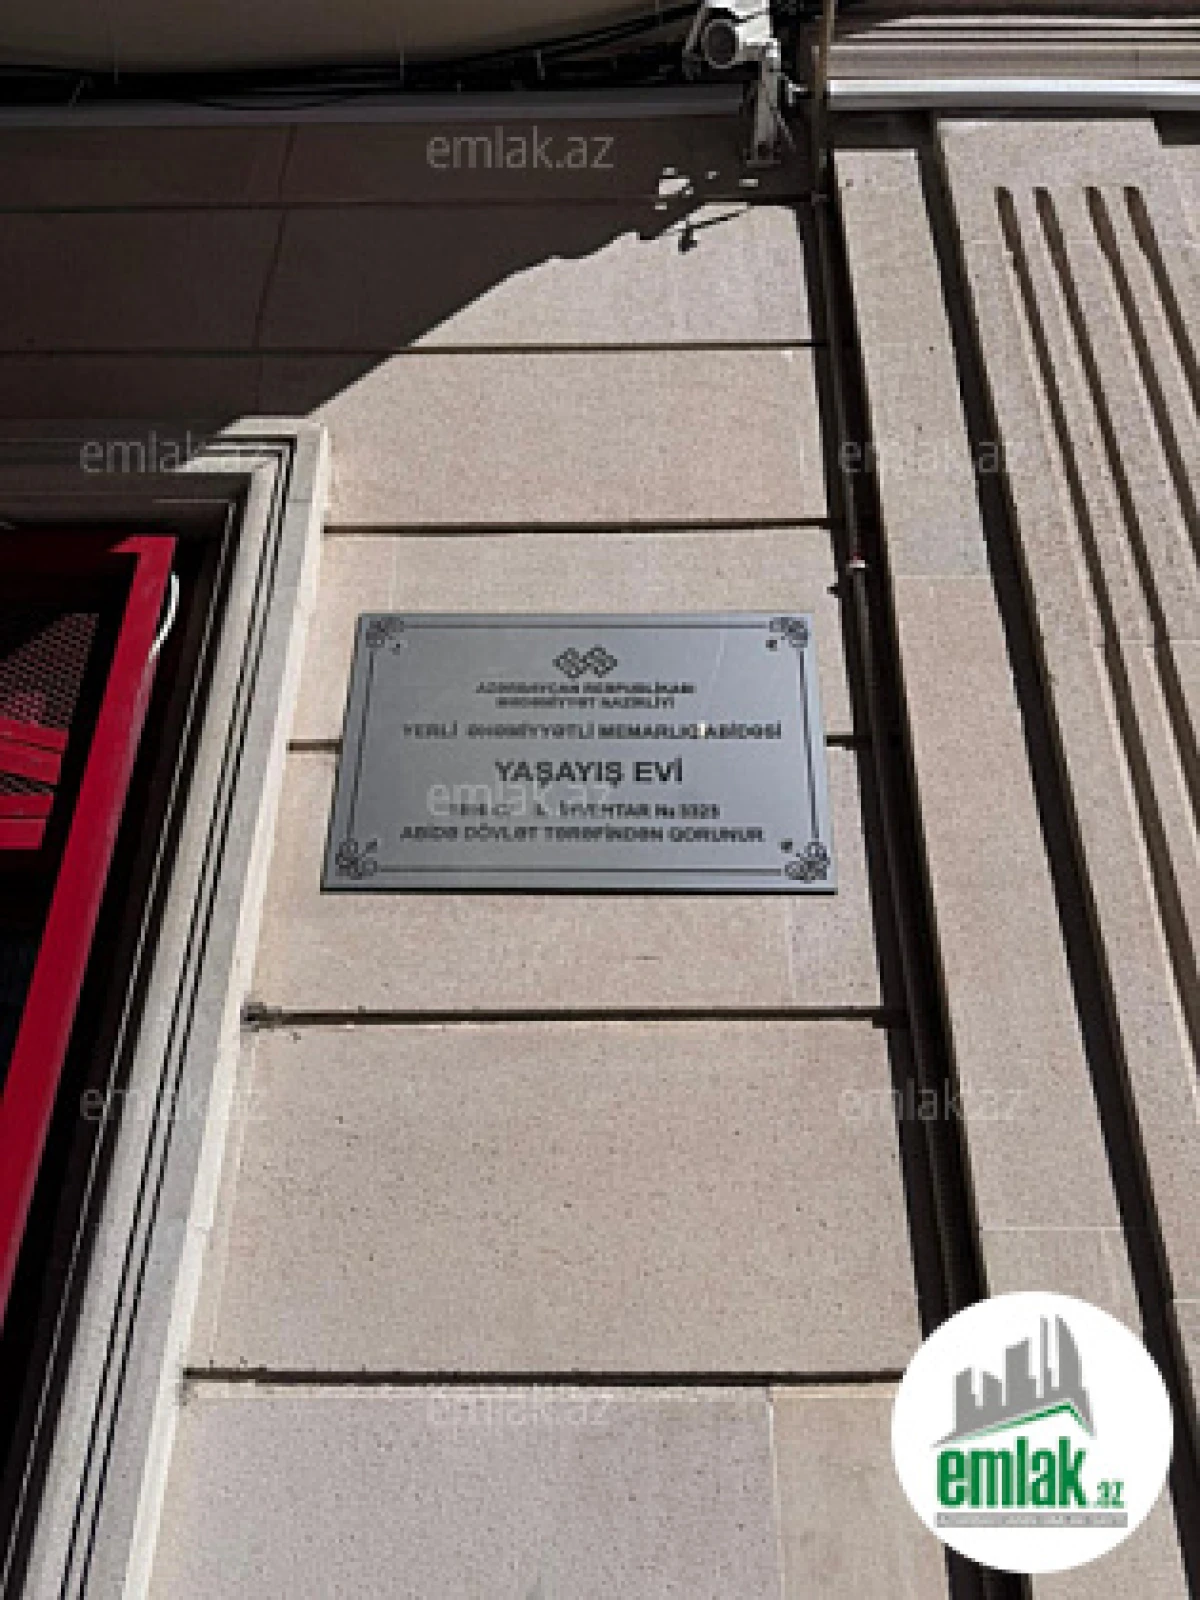 emlak.az
emlak.az
emlak.az
AZƏRBAYCAN RESPUBLİKASI
MƏDƏNİYYƏT NAZİRLİYİ
YERLİ ƏHƏMİYYƏTLİ MEMARLIQ ABİDƏSİ
YAŞAYIŞ EVİ
İNVENTAR №
emlak.az
ABİDƏ DÖVLƏT TƏRƏFİNDƏN QORUNUR
emlak.az
emlak.az
emlak.az
emlak.az